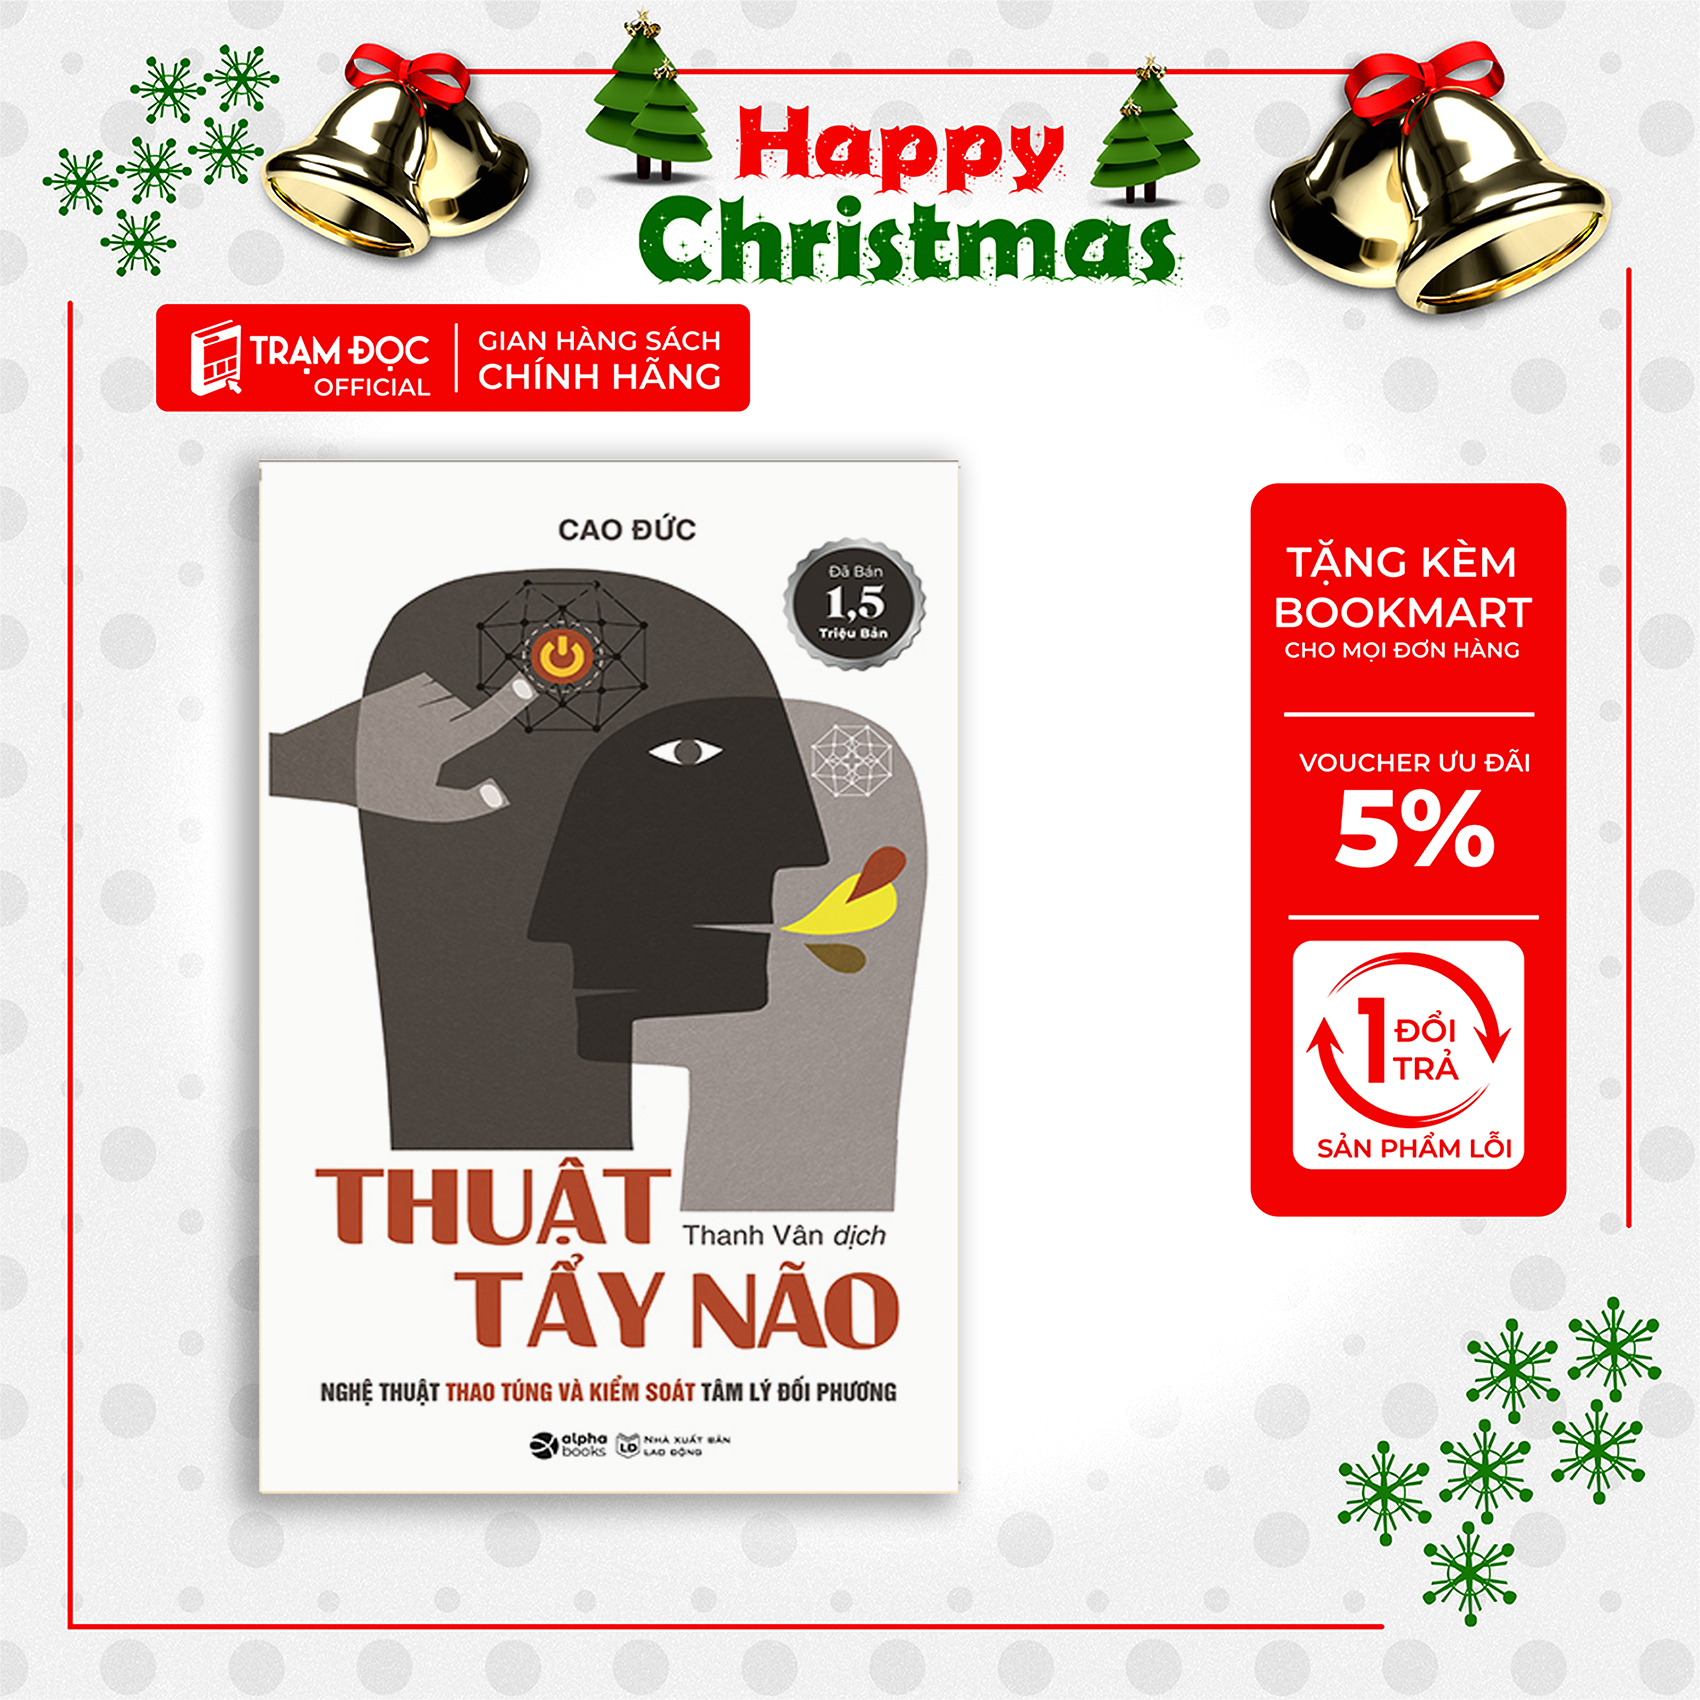 Happy
Christmas
TRẠM ĐỌC
OFFICIAL
GIAN HÀNG SÁCH
CHÍNH HÃNG
CAO ĐỨC
Đã Bán
1,5
Triệu Bản
THUẬT
Thanh Vân dịch
TẨY NÃO
NGHỆ THUẬT THAO TÚNG VÀ KIỂM SOÁT TÂM LÝ ĐỐI PHƯƠNG
alpha
books
LD
NHÀ XUẤT BẢN
LAO ĐỘNG
TẶNG KÈM
BOOKMART
CHO MỌI ĐƠN HÀNG
VOUCHER ƯU ĐÃI
5%
1 ĐỔI
TRẢ
SẢN PHẨM LỖI